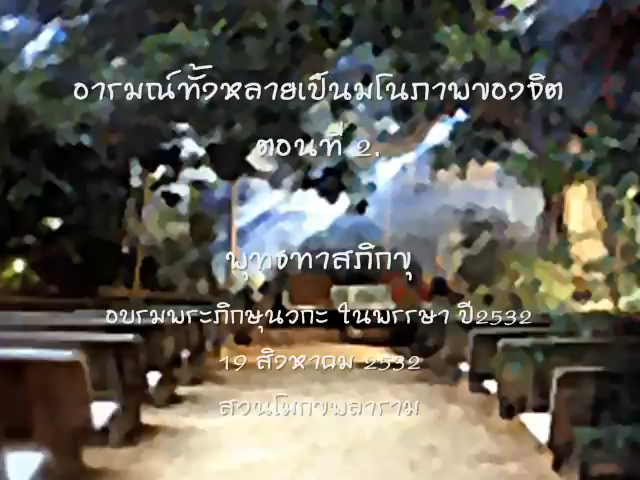 อารมณ์ทั้งหลายเป็นมโนภาพของจิต
ตอนที่ 2.
พุทธทาสภิกขุ
อบรมพระภิกษุนวกะ ในพรรษา ปี2532
19 สิงหาคม 2532
สวนโมกขพลาราม